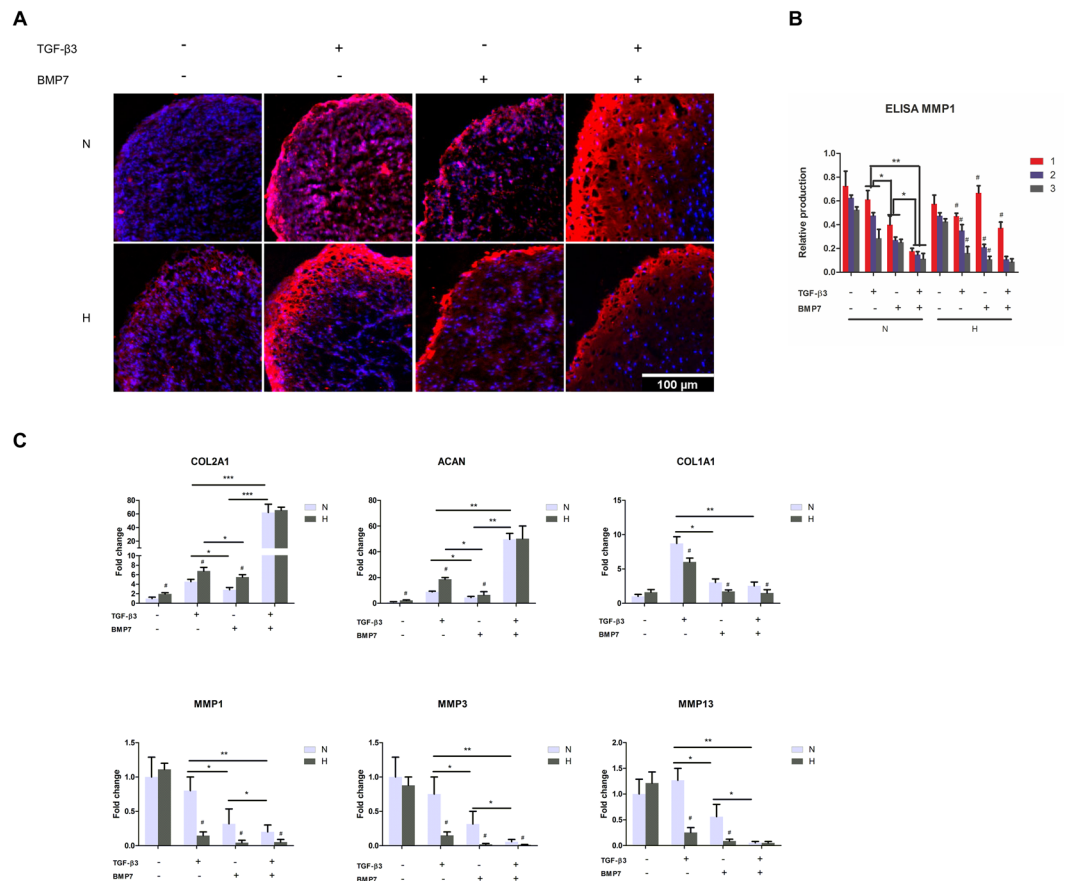 A
TGF-β3 - + - +
BMP7 - - + +
N
H
100 µm
B
ELISA MMP1
Relative production
1.0
0.8
0.6
0.4
0.2
0.0
**
*
*
#
#
#
#
#
#
#
#
1
2
3
TGF-β3 - + - + - + - +
BMP7 - - + + - - + +
N H
C
COL2A1
Fold change
80
60
40
20
8
6
4
2
0
***
***
*
*
#
#
#
N
H
TGF-β3 - + - +
BMP7 - - + +
ACAN
Fold change
80
60
40
20
0
**
**
*
*
#
#
#
N
H
TGF-β3 - + - +
BMP7 - - + +
COL1A1
Fold change
15
10
5
0
**
*
#
#
#
N
H
TGF-β3 - + - +
BMP7 - - + +
MMP1
Fold change
1.5
1.0
0.5
0.0
**
*
*
#
#
#
N
H
TGF-β3 - + - +
BMP7 - - + +
MMP3
Fold change
1.5
1.0
0.5
0.0
**
*
*
#
#
#
N
H
TGF-β3 - + - +
BMP7 - - + +
MMP13
Fold change
2.0
1.5
1.0
0.5
0.0
**
*
*
#
#
N
H
TGF-β3 - + - +
BMP7 - - + +